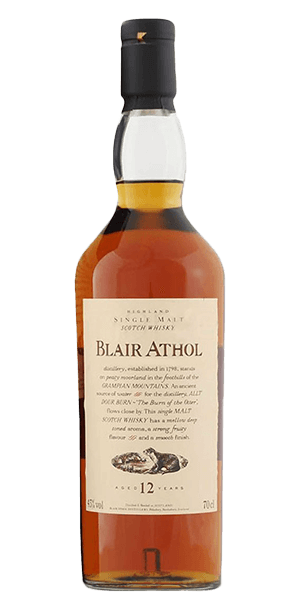 HIGHLAND
SINGLE MALT
SCOTCH WHISKY
BLAIR ATHOL
distillery, established in 1798, stands
on peaty moorland in the foothills of the
GRAMPIAN MOUNTAINS. An ancient
source of water for the distillery, ALLT
DOUR BURN - 'The Burn of the Otter',
flows close by. This single MALT
SCOTCH WHISKY has a mellow deep
toned aroma, a strong fruity
flavour and a smooth finish.
AGED 12 YEARS
43% vol
70cl